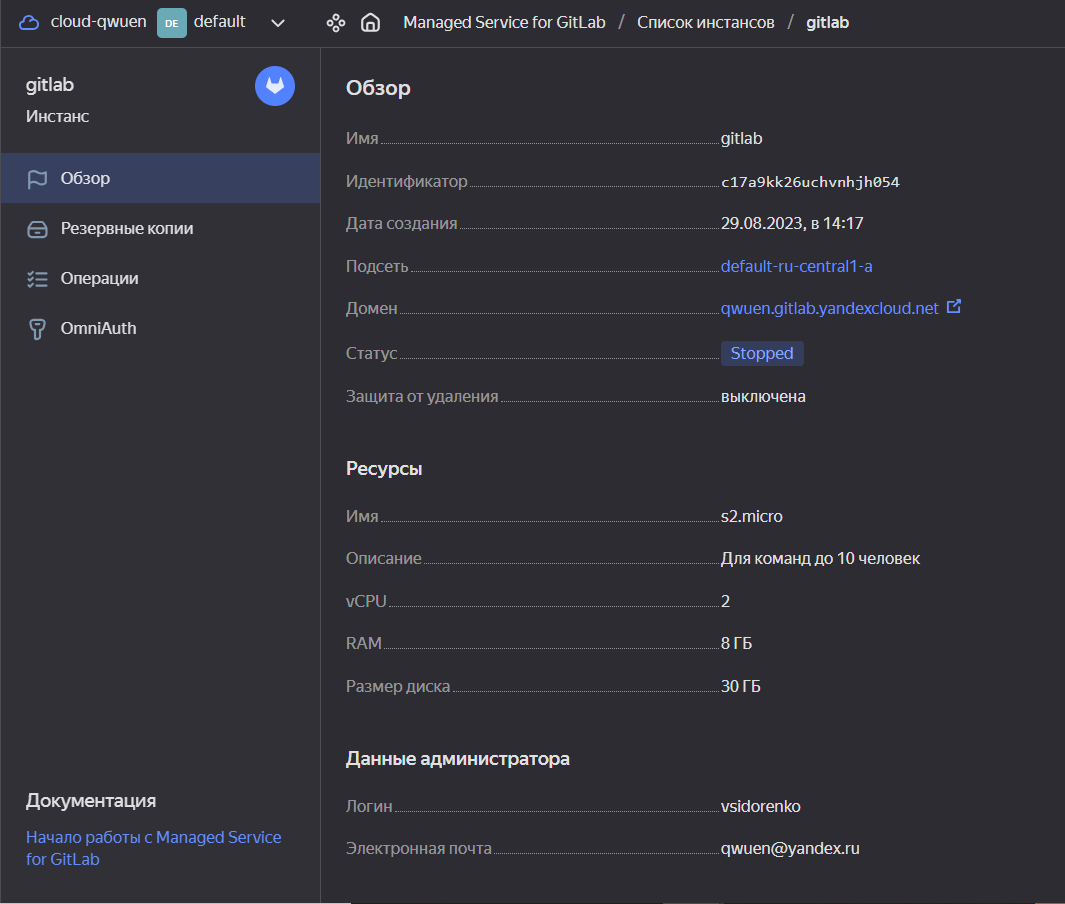 cloud-qwuen DE default Managed Service for GitLab / Список инстансов / gitlab
gitlab
Инстанс
Обзор
Резервные копии
Операции
OmniAuth
Документация
Начало работы с Managed Service
for GitLab
Обзор
Имя gitlab
Идентификатор c17a9kk26uchvnhjh054
Дата создания 29.08.2023, в 14:17
Подсеть default-ru-central1-a
Домен qwuen.gitlab.yandexcloud.net
Статус Stopped
Защита от удаления выключена
Ресурсы
Имя s2.micro
Описание Для команд до 10 человек
vCPU 2
RAM 8 ГБ
Размер диска 30 ГБ
Данные администратора
Логин vsidorenko
Электронная почта qwuen@yandex.ru